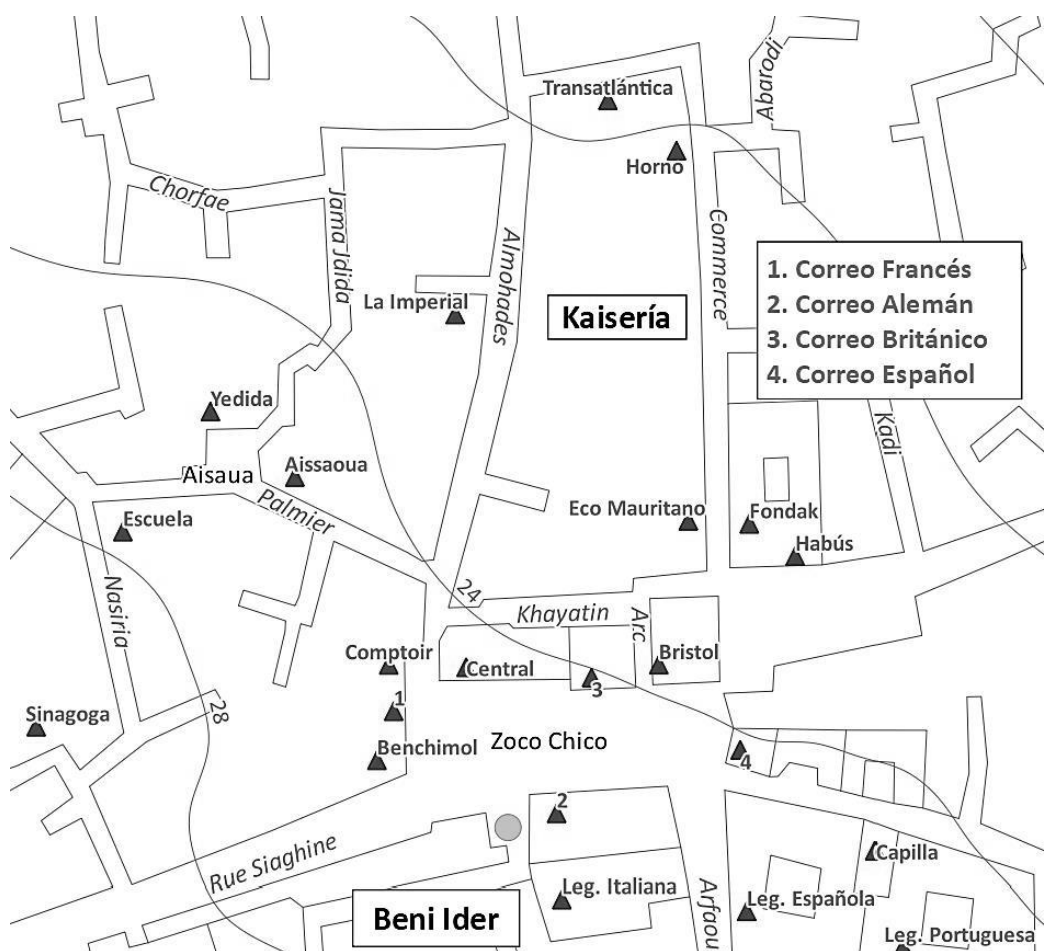 Transatlántica
Abarodi
Horno
Chorfae
Jama Jdida
Almohades
Commerce
1. Correo Francés
2. Correo Alemán
3. Correo Británico
4. Correo Español
La Imperial
Kaisería
Yedida
Kadi
Aisaua
Aissaoua
Palmier
Escuela
Eco Mauritano
Fondak
Habús
Nasiria
24
Khayatin
Arc
Comptoir
Central
Bristol
3
Sinagoga
28
1
Benchimol
Zoco Chico
4
2
Rue Siaghine
Capilla
Leg. Italiana
Arfaou
Leg. Española
Beni Ider
Leg. Portuguesa